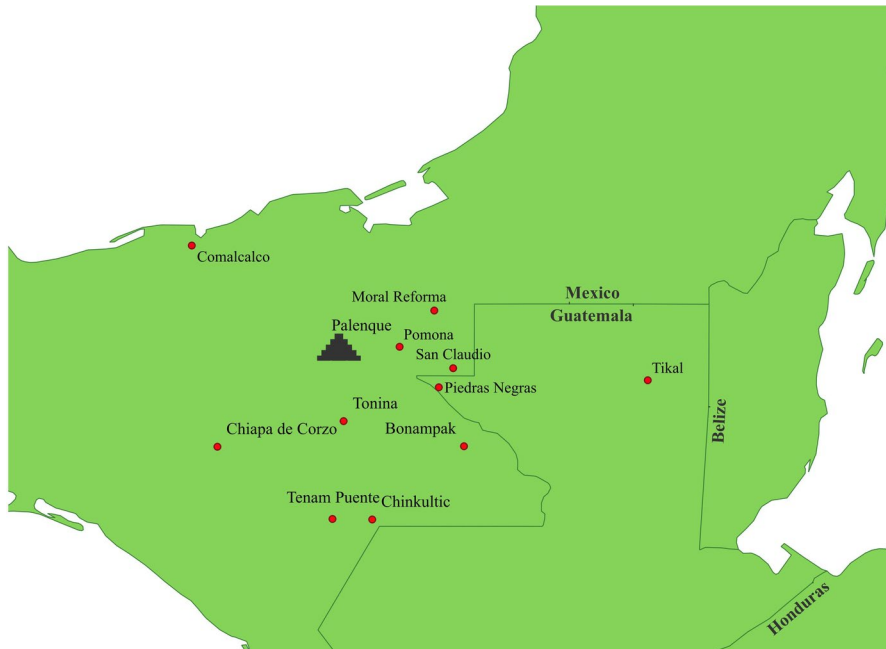 Comalcalco
Moral Reforma
Mexico
Guatemala
Palenque
Pomona
San Claudio
Tikal
Piedras Negras
Tonina
Belize
Chiapa de Corzo
Bonampak
Tenam Puente
Chinkultic
Honduras